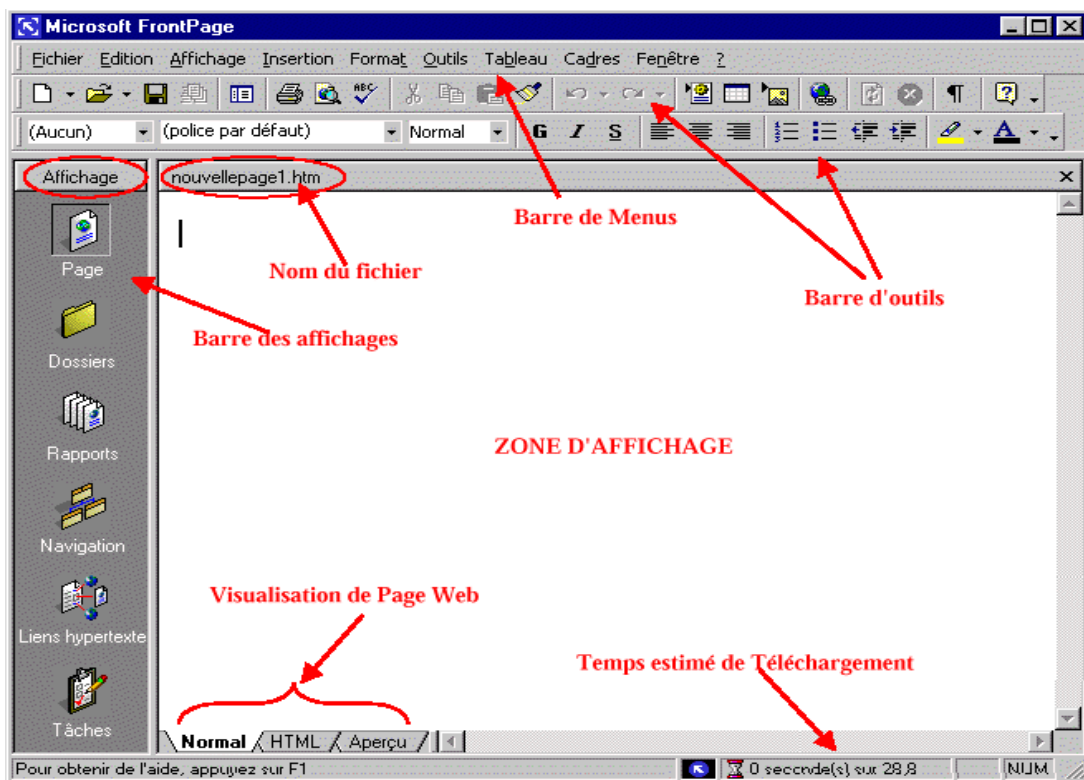 Microsoft FrontPage
Fichier Edition Affichage Insertion Format Outils Tableau Cadres Fenêtre ?
ABC
(Aucun) (police par défaut) Normal G I S A
Affichage nouvellepage1.htm
Barre de Menus
Page
Nom du fichier
Barre d'outils
Barre des affichages
Dossiers
ZONE D'AFFICHAGE
Rapports
Navigation
Visualisation de Page Web
Liens hypertexte
Temps estimé de Téléchargement
Tâches
Normal HTML Aperçu
Pour obtenir de l'aide, appuyez sur F1 0 seconde(s) sur 28,8 NUM